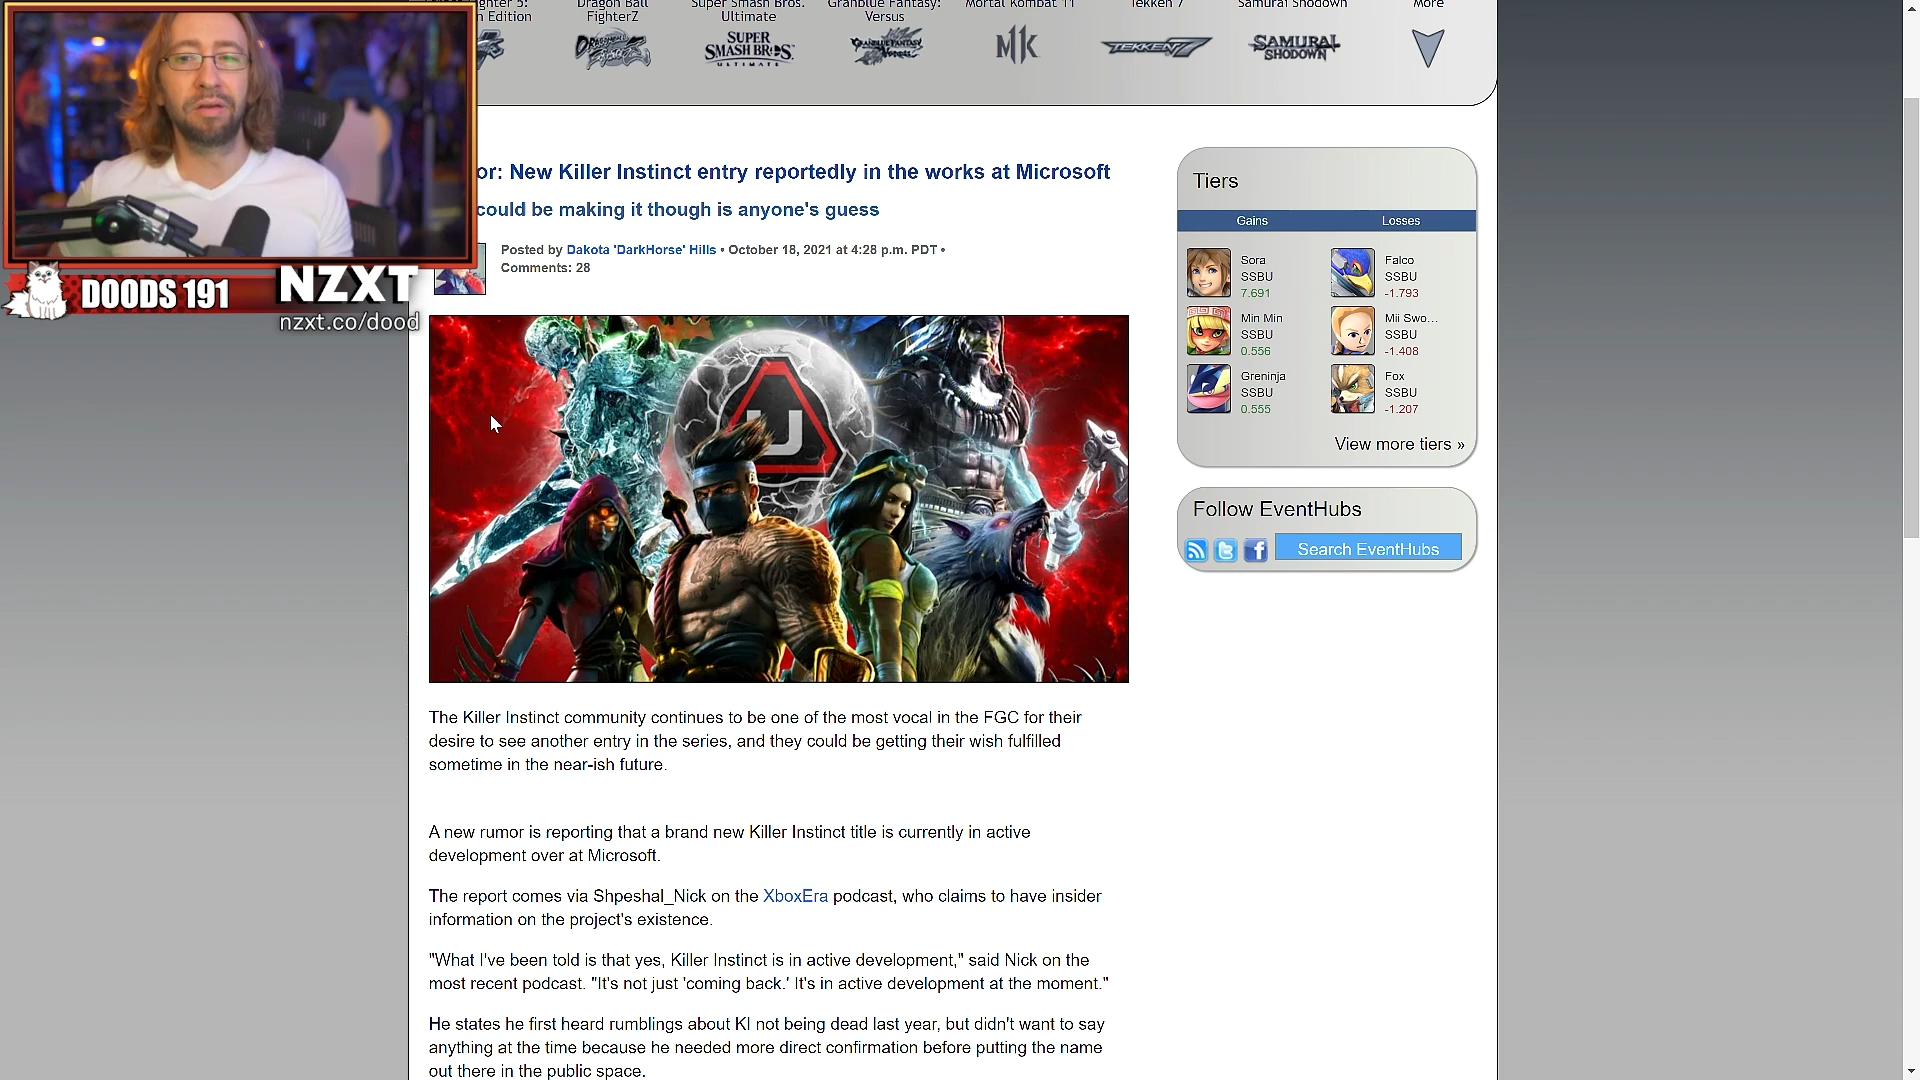 ghter 5:
n Edition
Dragon Ball
FighterZ
Super Smash Bros.
Ultimate
Granblue Fantasy:
Versus
Mortal Kombat 11
Tekken 7
Samurai Shodown
More
SUPER
SMASH BROS.
ULTIMATE
GRANBLUE FANTASY
VERSUS
MK
TEKKEN 7
SAMURAI
SHODOWN
or: New Killer Instinct entry reportedly in the works at Microsoft
could be making it though is anyone's guess
Posted by Dakota 'DarkHorse' Hills • October 18, 2021 at 4:28 p.m. PDT •
Comments: 28
DOODS 191
NZXT
nzxt.co/dood
U
The Killer Instinct community continues to be one of the most vocal in the FGC for their
desire to see another entry in the series, and they could be getting their wish fulfilled
sometime in the near-ish future.
A new rumor is reporting that a brand new Killer Instinct title is currently in active
development over at Microsoft.
The report comes via Shpeshal_Nick on the XboxEra podcast, who claims to have insider
information on the project's existence.
"What I've been told is that yes, Killer Instinct is in active development," said Nick on the
most recent podcast. "It's not just 'coming back.' It's in active development at the moment."
He states he first heard rumblings about KI not being dead last year, but didn't want to say
anything at the time because he needed more direct confirmation before putting the name
out there in the public space.
Tiers
Gains Losses
Sora
SSBU
7.691
Falco
SSBU
-1.793
Min Min
SSBU
0.556
Mii Swo...
SSBU
-1.408
Greninja
SSBU
0.555
Fox
SSBU
-1.207
View more tiers »
Follow EventHubs
Search EventHubs